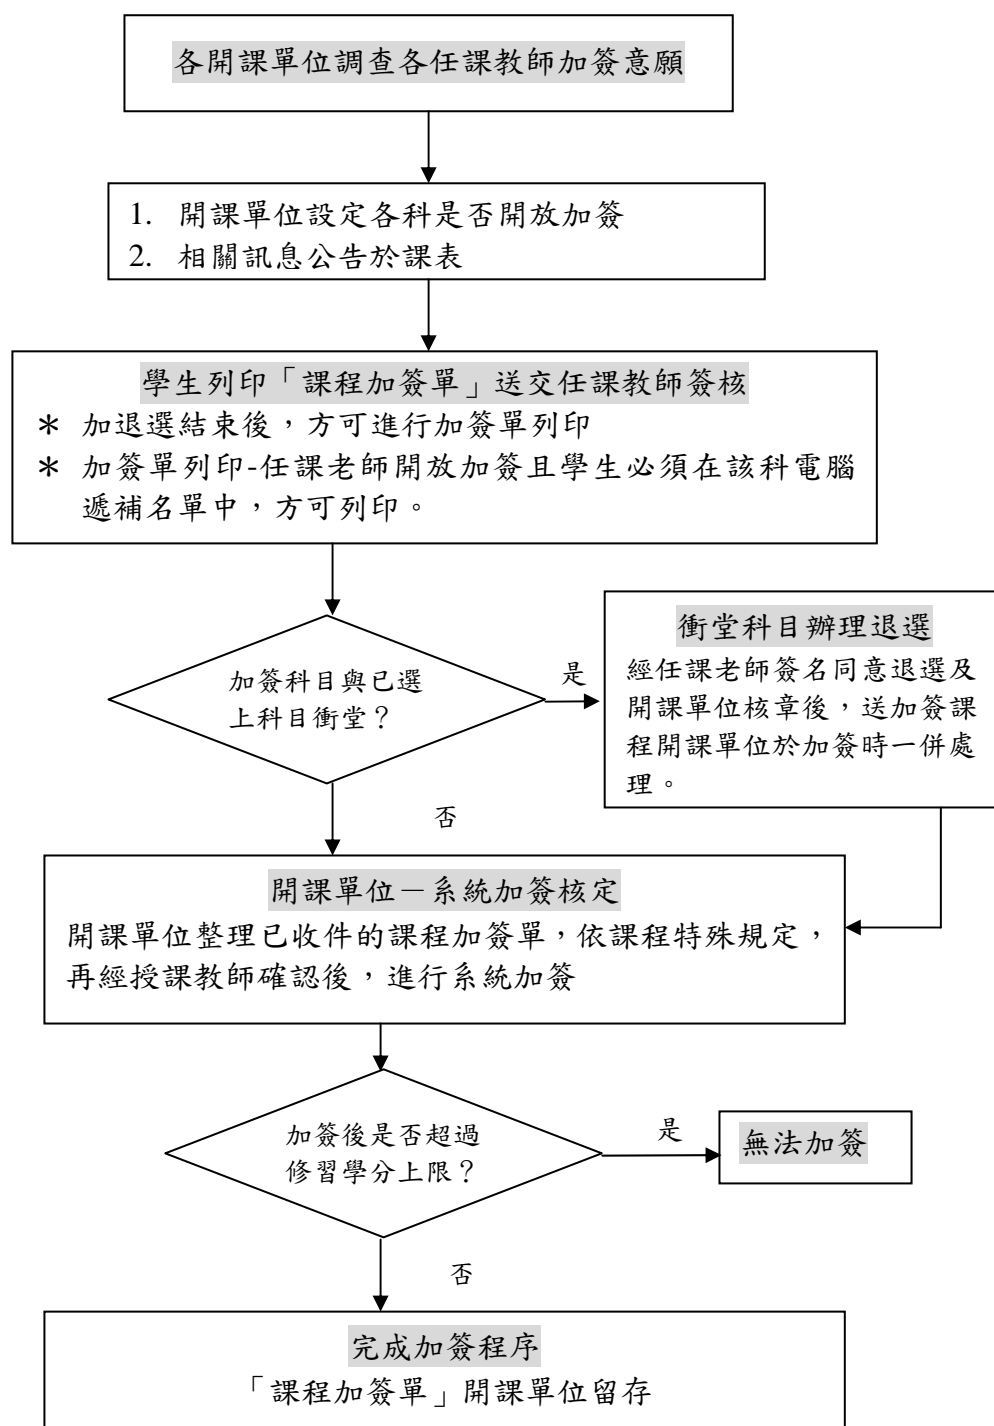 各開課單位調查各任課教師加簽意願
1. 開課單位設定各科是否開放加簽
2. 相關訊息公告於課表
學生列印「課程加簽單」送交任課教師簽核
＊ 加退選結束後，方可進行加簽單列印
＊ 加簽單列印-任課老師開放加簽且學生必須在該科電腦
遞補名單中，方可列印。
加簽科目與已選
上科目衝堂？
是
衝堂科目辦理退選
經任課老師簽名同意退選及
開課單位核章後，送加簽課
程開課單位於加簽時一併處
理。
否
開課單位－系統加簽核定
開課單位整理已收件的課程加簽單，依課程特殊規定，
再經授課教師確認後，進行系統加簽
加簽後是否超過
修習學分上限？
是
無法加簽
否
完成加簽程序
「課程加簽單」開課單位留存